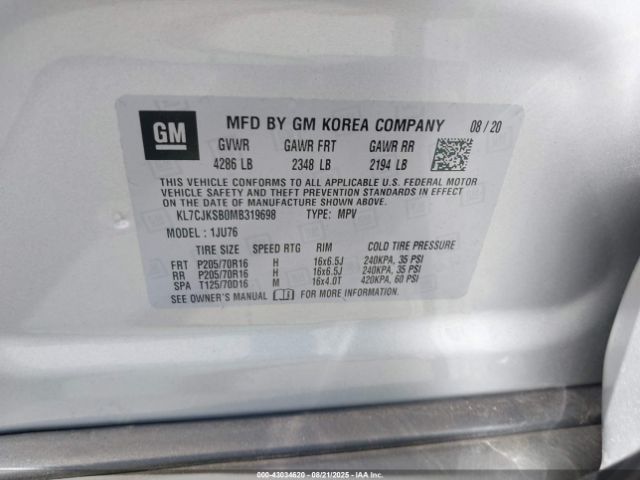 GM
MFD BY GM KOREA COMPANY 08/20
GVWR GAWR FRT GAWR RR
4286 LB 2348 LB 2194 LB
THIS VEHICLE CONFORMS TO ALL APPLICABLE U.S. FEDERAL MOTOR
VEHICLE SAFETY AND THEFT PREVENTION STANDARDS IN EFFECT
ON THE DATE OF MANUFACTURE SHOWN ABOVE.
KL7CJKSB0MB319698 TYPE: MPV
MODEL : 1JU76
TIRE SIZE SPEED RTG RIM COLD TIRE PRESSURE
FRT P205/70R16 H 16x6.5J 240KPA, 35 PSI
RR P205/70R16 H 16x6.5J 240KPA, 35 PSI
SPA T125/70D16 M 16x4.0T 420KPA, 60 PSI
SEE OWNER'S MANUAL FOR MORE INFORMATION.
000-43034620 08/21/2025 IAA Inc.